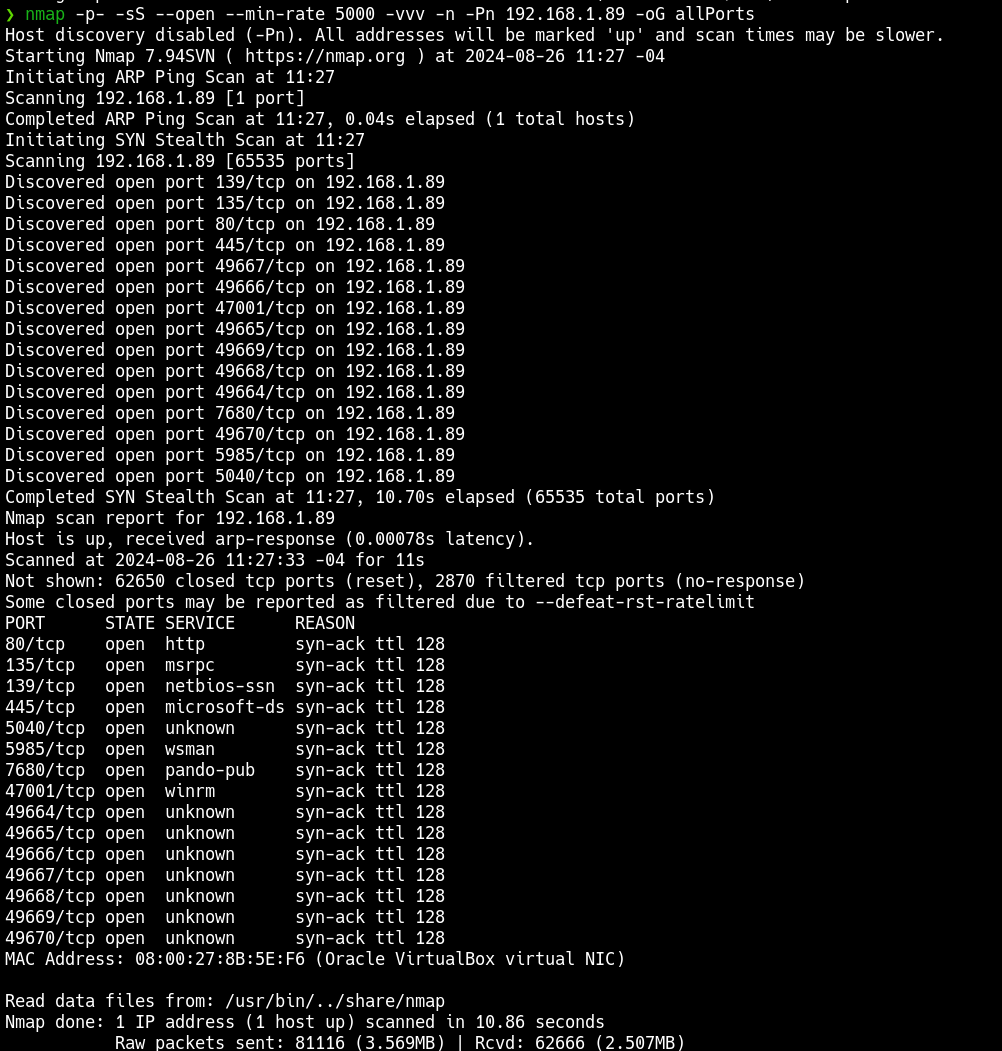 ❯ nmap -p- -sS --open --min-rate 5000 -vvv -n -Pn 192.168.1.89 -oG allPorts
Host discovery disabled (-Pn). All addresses will be marked 'up' and scan times may be slower.
Starting Nmap 7.94SVN ( https://nmap.org ) at 2024-08-26 11:27 -04
Initiating ARP Ping Scan at 11:27
Scanning 192.168.1.89 [1 port]
Completed ARP Ping Scan at 11:27, 0.04s elapsed (1 total hosts)
Initiating SYN Stealth Scan at 11:27
Scanning 192.168.1.89 [65535 ports]
Discovered open port 139/tcp on 192.168.1.89
Discovered open port 135/tcp on 192.168.1.89
Discovered open port 80/tcp on 192.168.1.89
Discovered open port 445/tcp on 192.168.1.89
Discovered open port 49667/tcp on 192.168.1.89
Discovered open port 49666/tcp on 192.168.1.89
Discovered open port 47001/tcp on 192.168.1.89
Discovered open port 49665/tcp on 192.168.1.89
Discovered open port 49669/tcp on 192.168.1.89
Discovered open port 49668/tcp on 192.168.1.89
Discovered open port 49664/tcp on 192.168.1.89
Discovered open port 7680/tcp on 192.168.1.89
Discovered open port 49670/tcp on 192.168.1.89
Discovered open port 5985/tcp on 192.168.1.89
Discovered open port 5040/tcp on 192.168.1.89
Completed SYN Stealth Scan at 11:27, 10.70s elapsed (65535 total ports)
Nmap scan report for 192.168.1.89
Host is up, received arp-response (0.00078s latency).
Scanned at 2024-08-26 11:27:33 -04 for 11s
Not shown: 62650 closed tcp ports (reset), 2870 filtered tcp ports (no-response)
Some closed ports may be reported as filtered due to --defeat-rst-ratelimit
PORT      STATE SERVICE      REASON
80/tcp    open  http         syn-ack ttl 128
135/tcp   open  msrpc        syn-ack ttl 128
139/tcp   open  netbios-ssn  syn-ack ttl 128
445/tcp   open  microsoft-ds syn-ack ttl 128
5040/tcp  open  unknown      syn-ack ttl 128
5985/tcp  open  wsman        syn-ack ttl 128
7680/tcp  open  pando-pub    syn-ack ttl 128
47001/tcp open  winrm        syn-ack ttl 128
49664/tcp open  unknown      syn-ack ttl 128
49665/tcp open  unknown      syn-ack ttl 128
49666/tcp open  unknown      syn-ack ttl 128
49667/tcp open  unknown      syn-ack ttl 128
49668/tcp open  unknown      syn-ack ttl 128
49669/tcp open  unknown      syn-ack ttl 128
49670/tcp open  unknown      syn-ack ttl 128
MAC Address: 08:00:27:8B:5E:F6 (Oracle VirtualBox virtual NIC)
Read data files from: /usr/bin/../share/nmap
Nmap done: 1 IP address (1 host up) scanned in 10.86 seconds
Raw packets sent: 81116 (3.569MB) | Rcvd: 62666 (2.507MB)